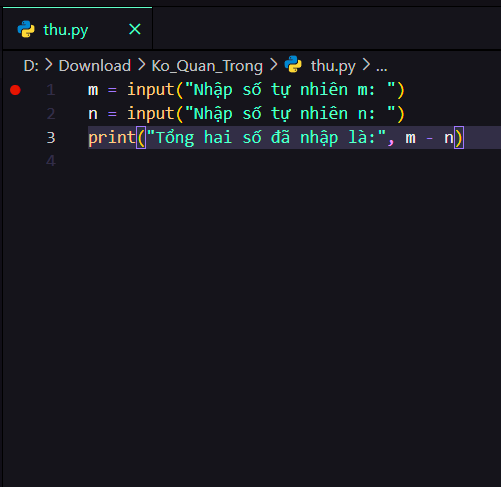 thu.py
D: > Download > Ko_Quan_Trong > thu.py > ...
1 m = input("Nhập số tự nhiên m: ")
2 n = input("Nhập số tự nhiên n: ")
3 print("Tổng hai số đã nhập là:", m - n)
4